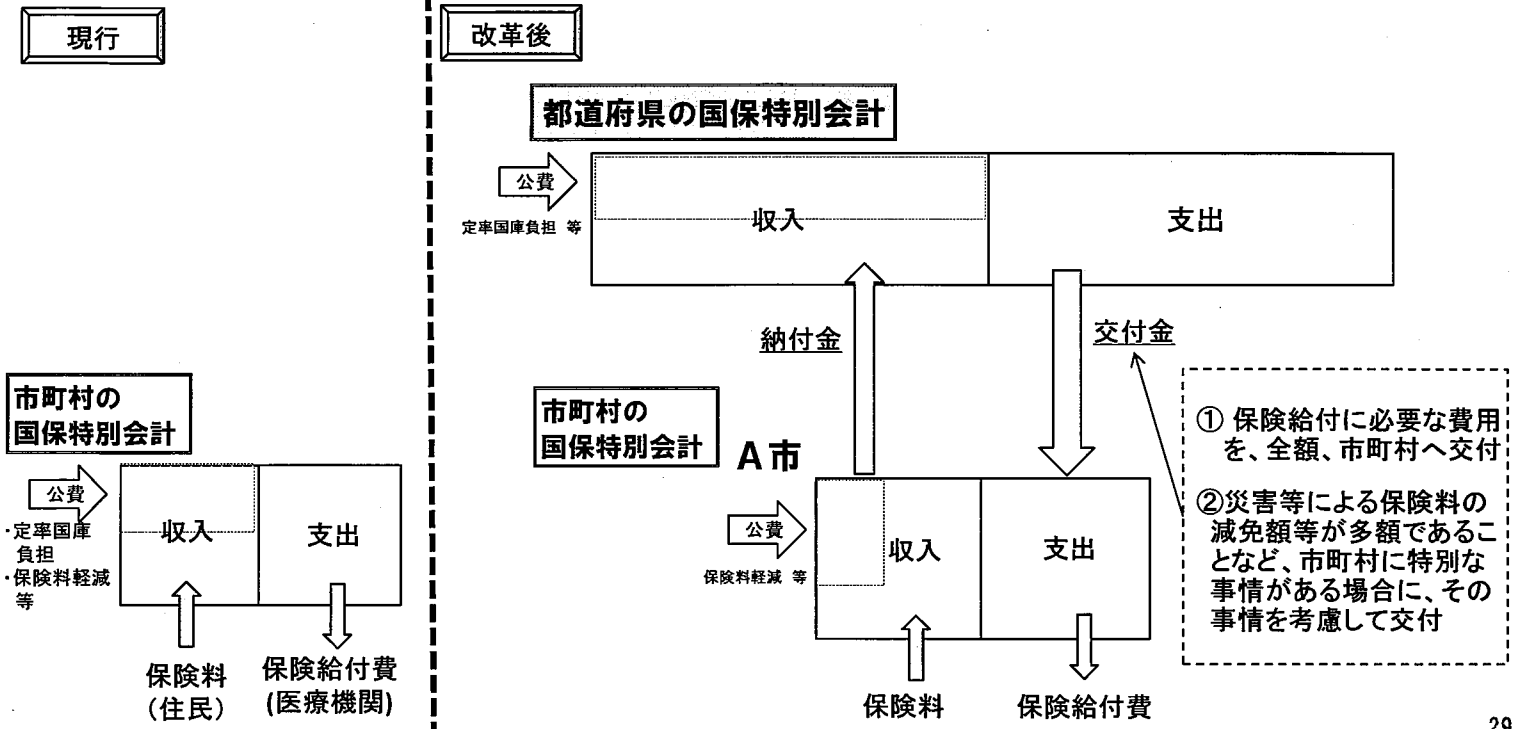 現行
市町村の
国保特別会計
公費
・定率国庫
負担
・保険料軽減
等
収入
支出
保険料
(住民)
保険給付費
(医療機関)
改革後
都道府県の国保特別会計
公費
定率国庫負担 等
収入
支出
納付金
交付金
市町村の
国保特別会計
A市
公費
保険料軽減 等
収入
支出
保険料
保険給付費
① 保険給付に必要な費用
を、全額、市町村へ交付
②災害等による保険料の
減免額等が多額であるこ
となど、市町村に特別な
事情がある場合に、その
事情を考慮して交付
29